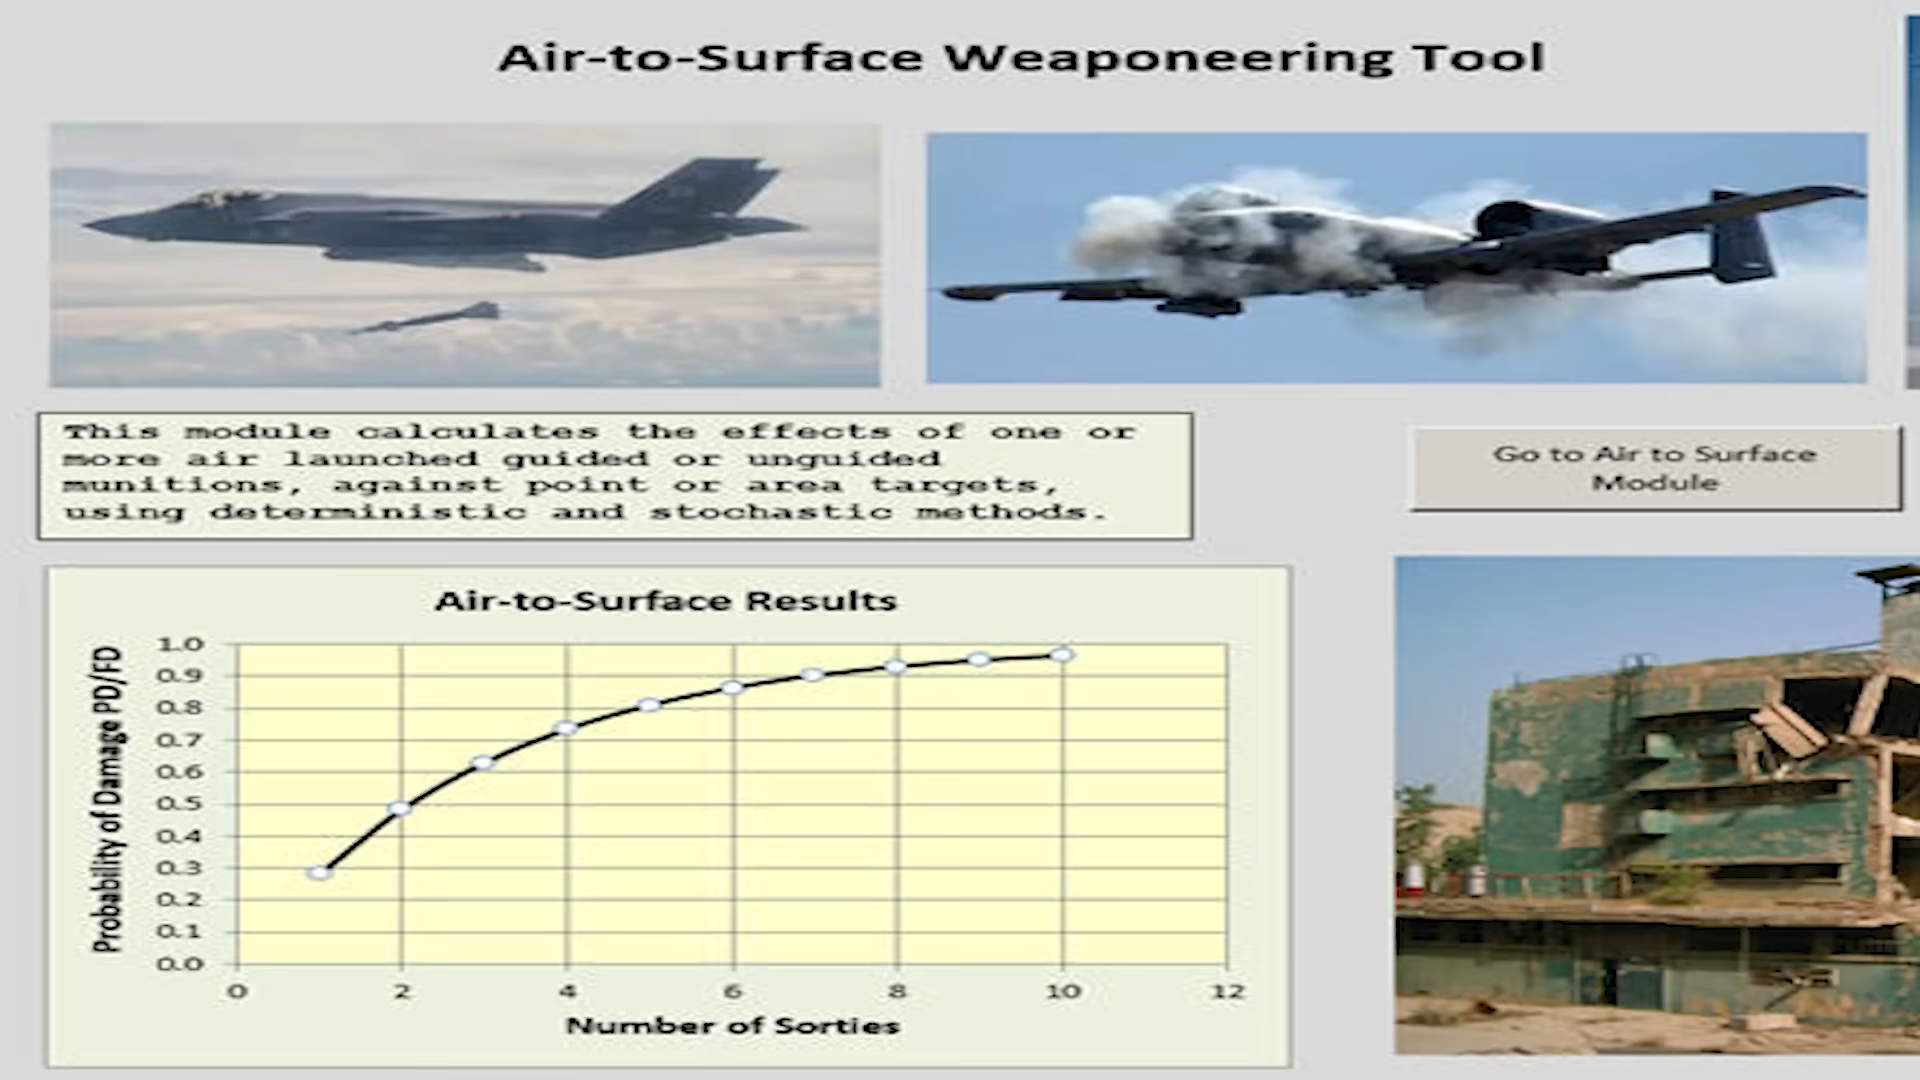 Air-to-Surface Weaponeering Tool
This module calculates the effects of one or
more air launched guided or unguided
munitions, against point or area targets,
using deterministic and stochastic methods.
Go to Air to Surface
Module
Air-to-Surface Results
Probability of Damage PD/FD
1.0
0.9
0.8
0.7
0.6
0.5
0.4
0.3
0.2
0.1
0.0
0 2 4 6 8 10 12
Number of Sorties